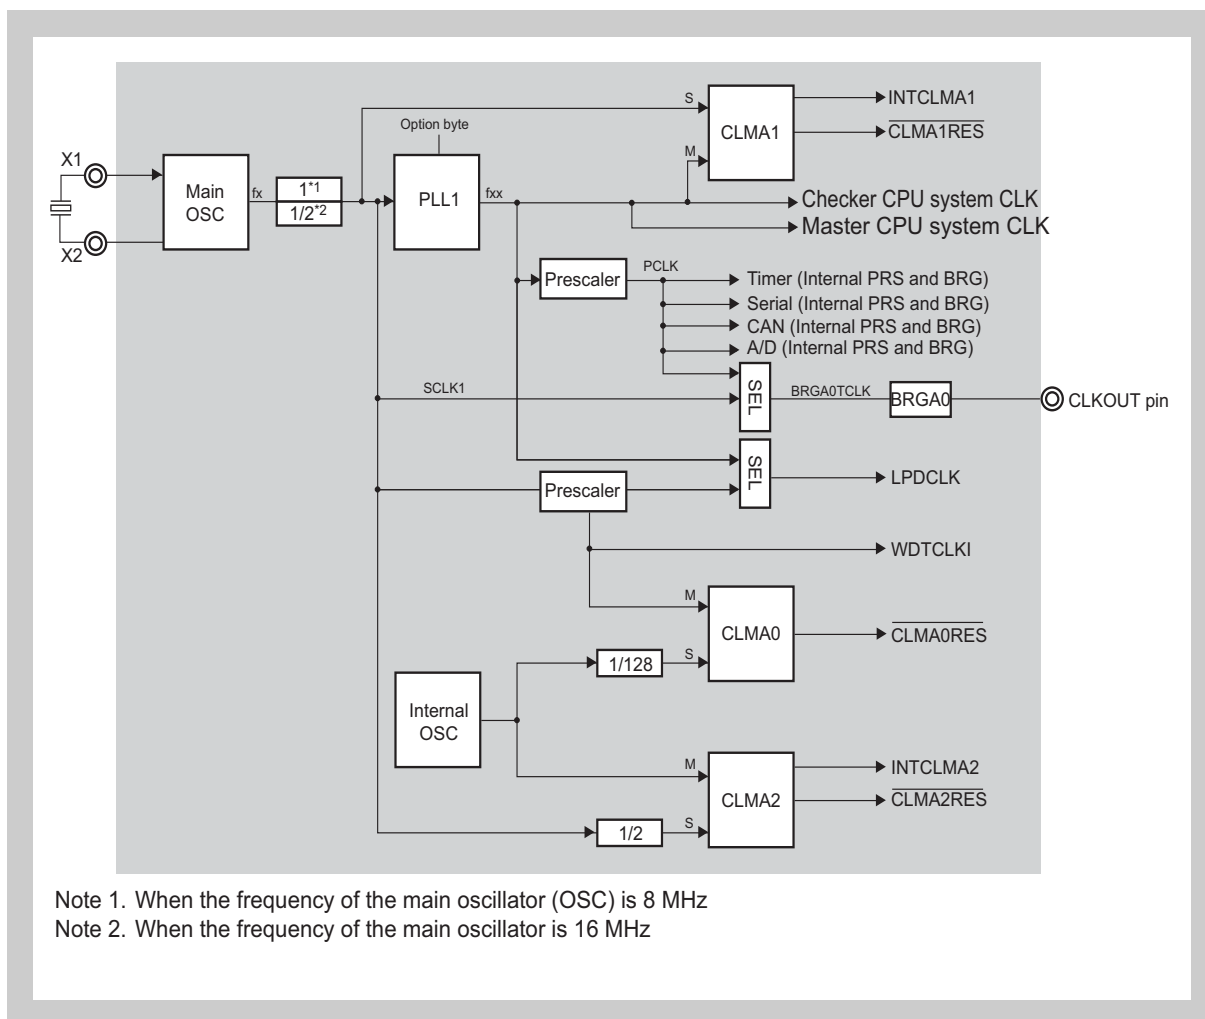 S
CLMA1
INTCLMA1
CLMA1RES
M
Option byte
X1
X2
Main
OSC
fx
1*1
1/2*2
PLL1
fxx
Checker CPU system CLK
Master CPU system CLK
Prescaler
PCLK
Timer (Internal PRS and BRG)
Serial (Internal PRS and BRG)
CAN (Internal PRS and BRG)
A/D (Internal PRS and BRG)
SCLK1
SEL
BRGA0TCLK
BRGA0
CLKOUT pin
SEL
LPDCLK
Prescaler
WDTCLKI
M
CLMA0
CLMA0RES
S
1/128
Internal
OSC
M
CLMA2
INTCLMA2
CLMA2RES
S
1/2
Note 1. When the frequency of the main oscillator (OSC) is 8 MHz
Note 2. When the frequency of the main oscillator is 16 MHz